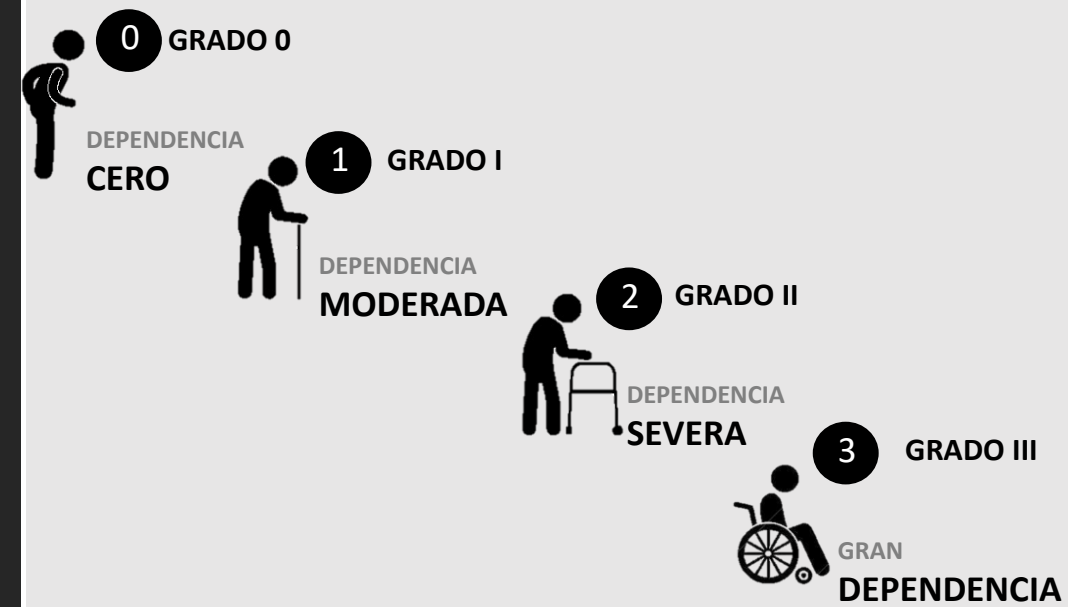 0 GRADO 0
DEPENDENCIA
CERO
1 GRADO I
DEPENDENCIA
MODERADA
2 GRADO II
DEPENDENCIA
SEVERA
3 GRADO III
GRAN
DEPENDENCIA